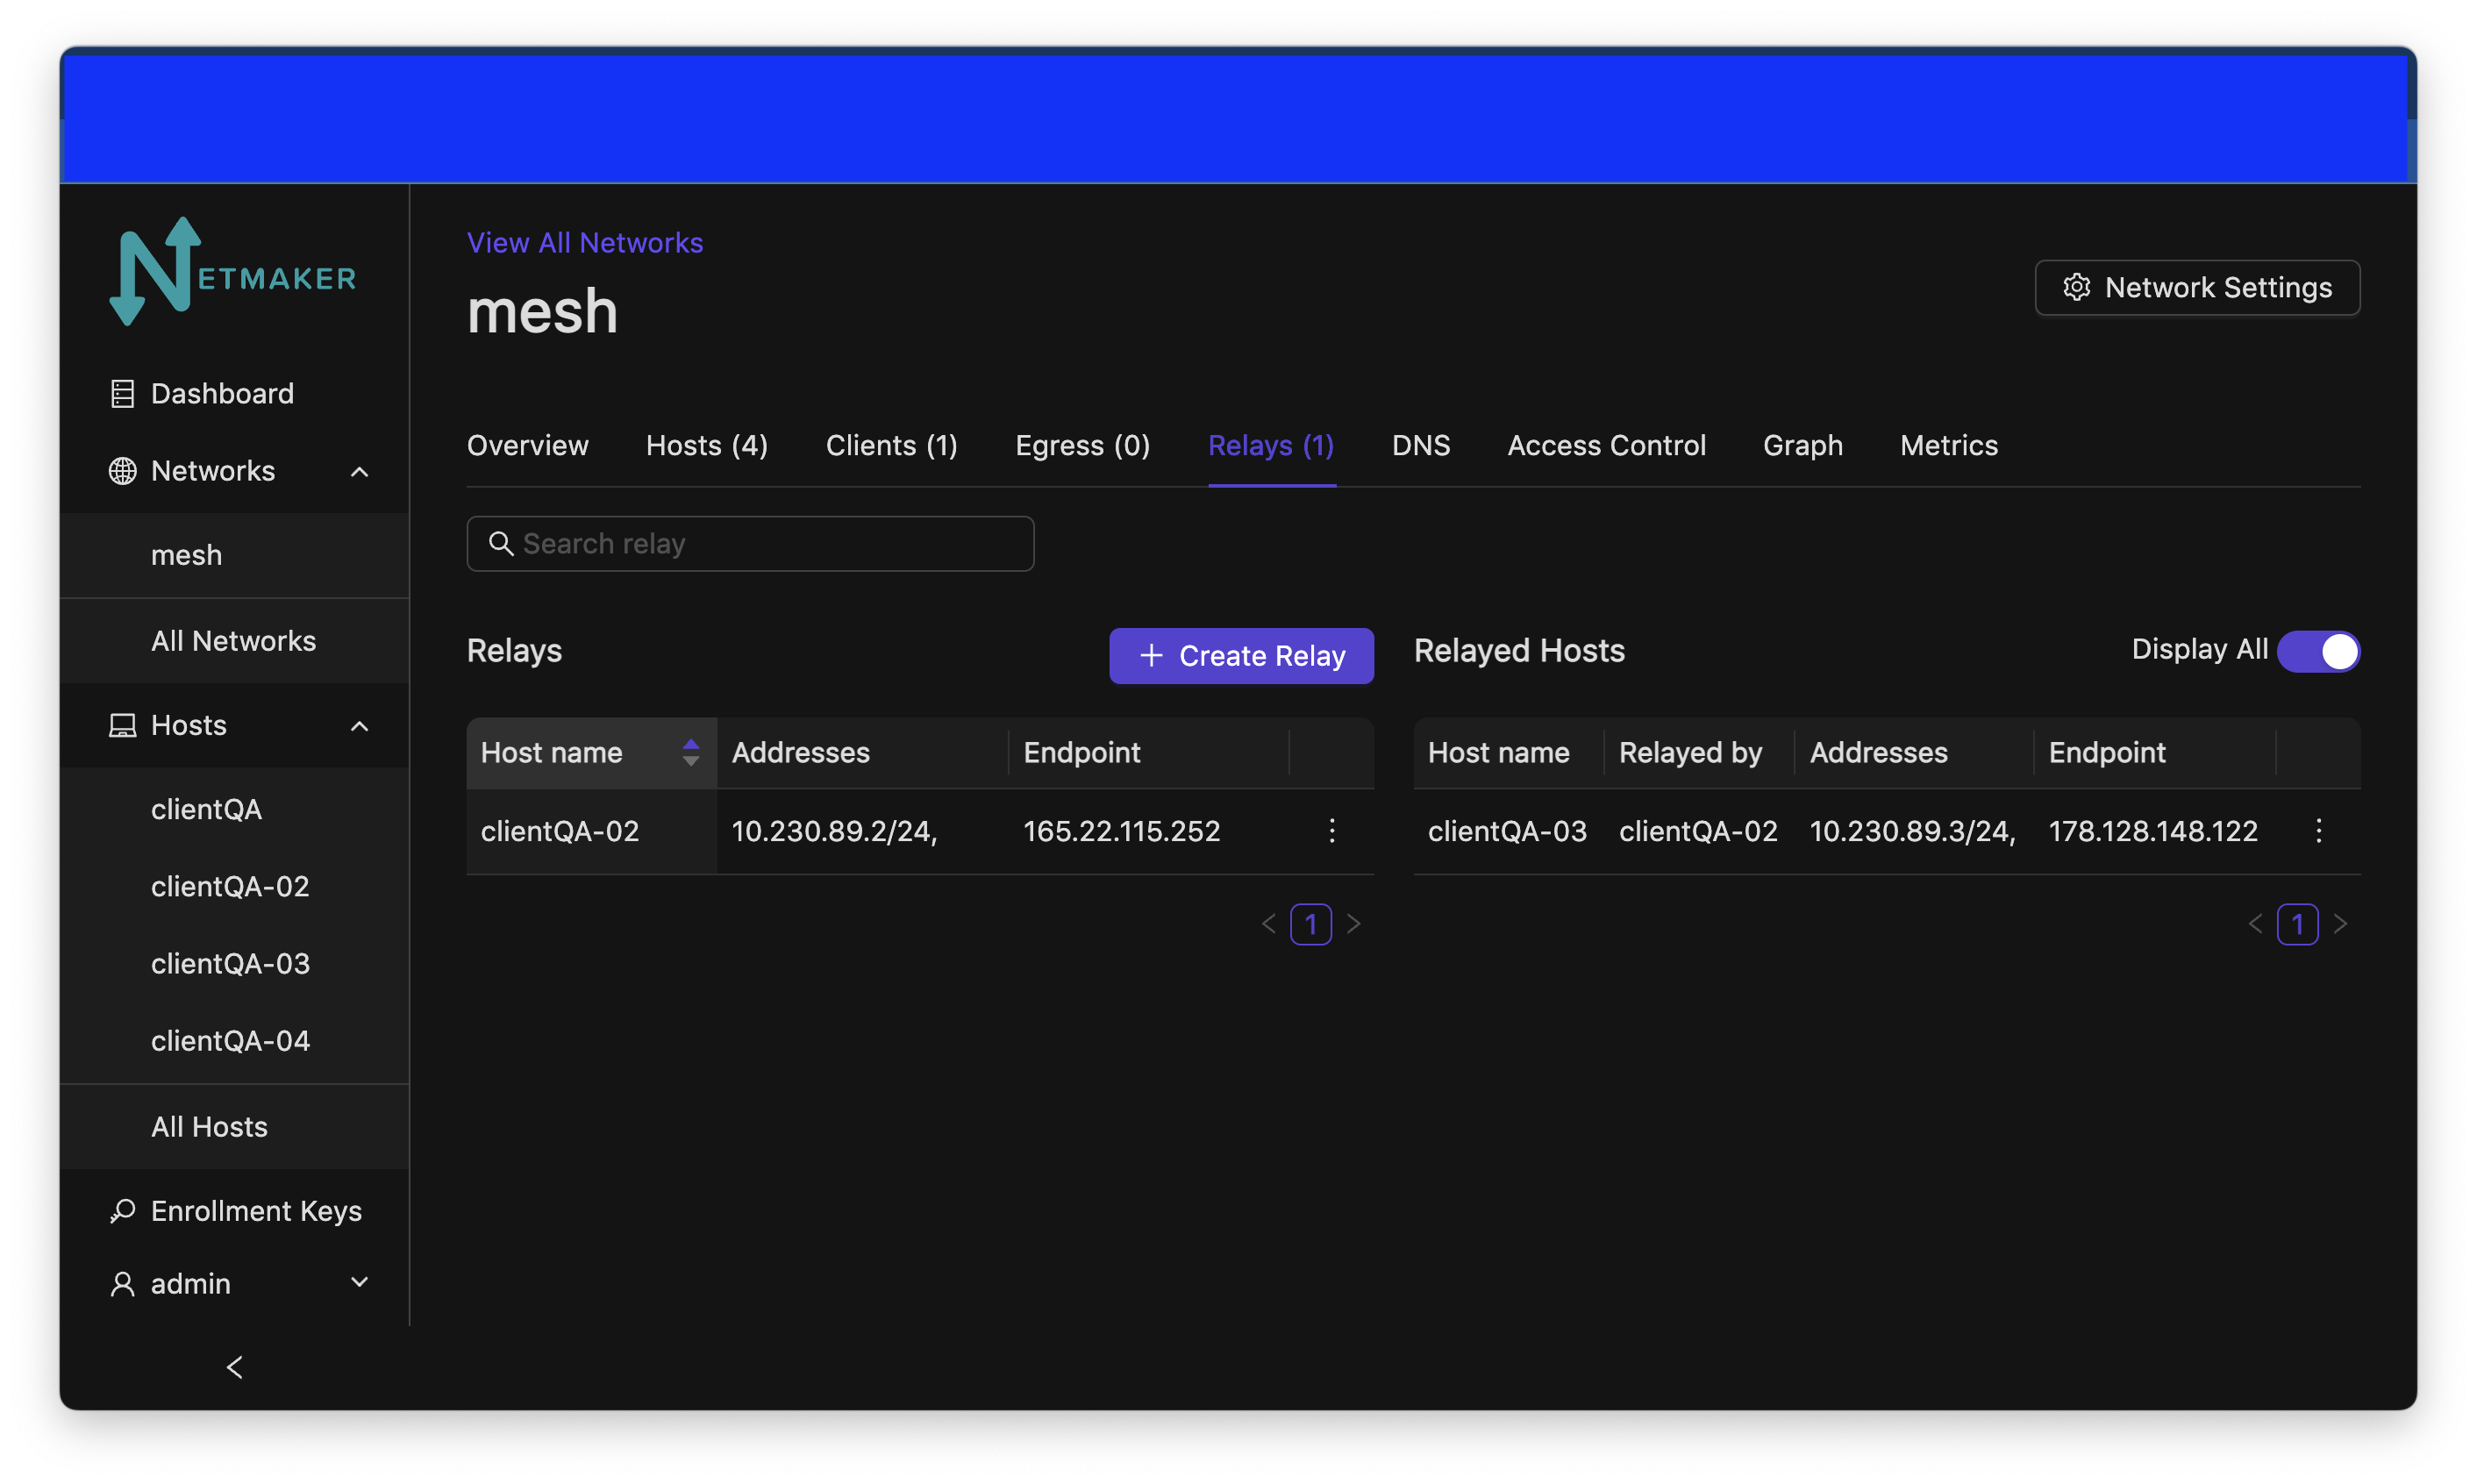 NETMAKER
Dashboard
Networks
mesh
All Networks
Hosts
clientQA
clientQA-02
clientQA-03
clientQA-04
All Hosts
Enrollment Keys
admin
View All Networks
mesh
Network Settings
Overview Hosts (4) Clients (1) Egress (0) Relays (1) DNS Access Control Graph Metrics
Search relay
Relays
Create Relay
Host name Addresses Endpoint
clientQA-02 10.230.89.2/24, 165.22.115.252
1
Relayed Hosts
Display All
Host name Relayed by Addresses Endpoint
clientQA-03 clientQA-02 10.230.89.3/24, 178.128.148.122
1